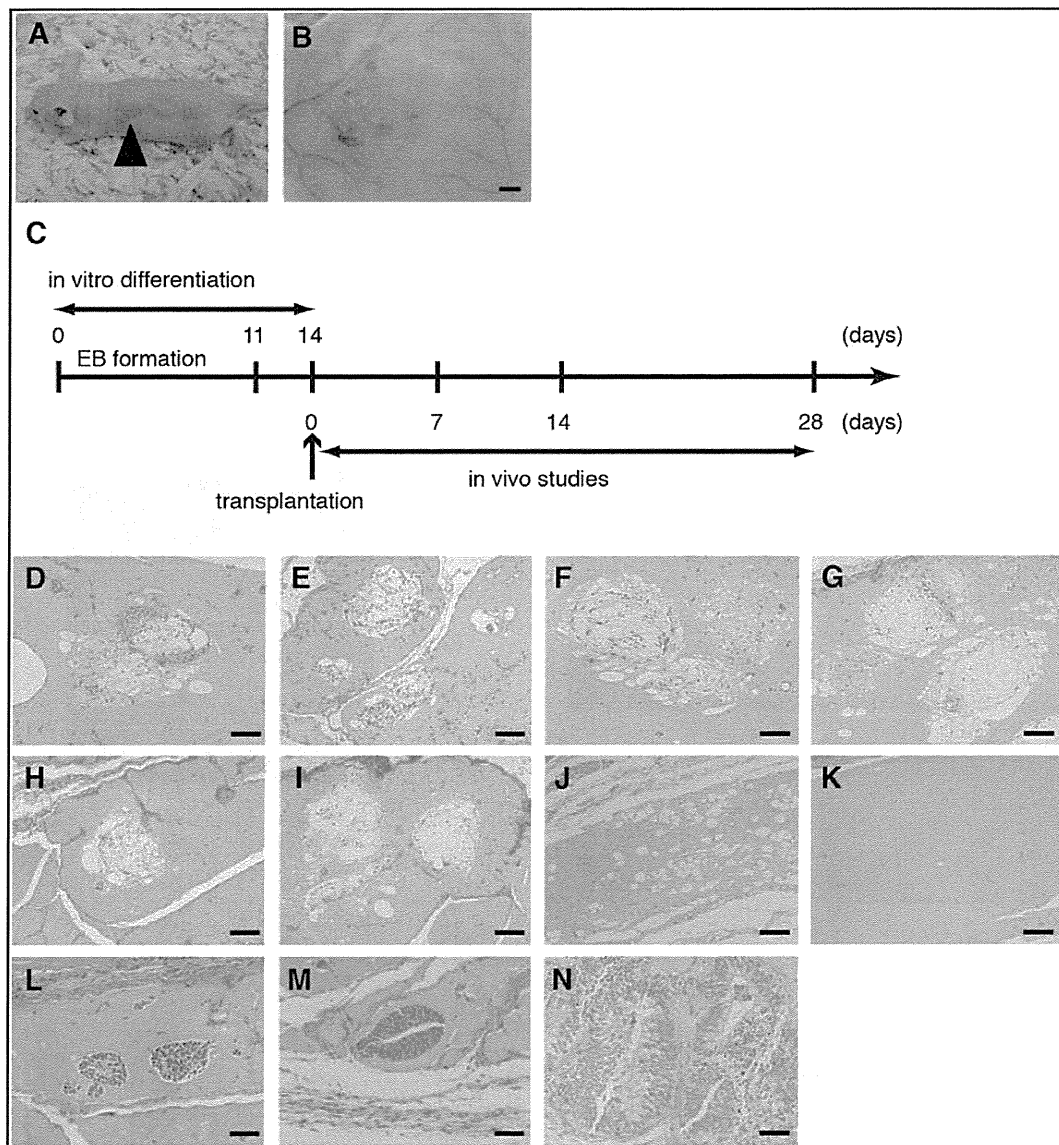 A
B
C
in vitro differentiation
0 11 14 (days)
EB formation
0 7 14 28 (days)
in vivo studies
transplantation
D E F G
H I J K
L M N